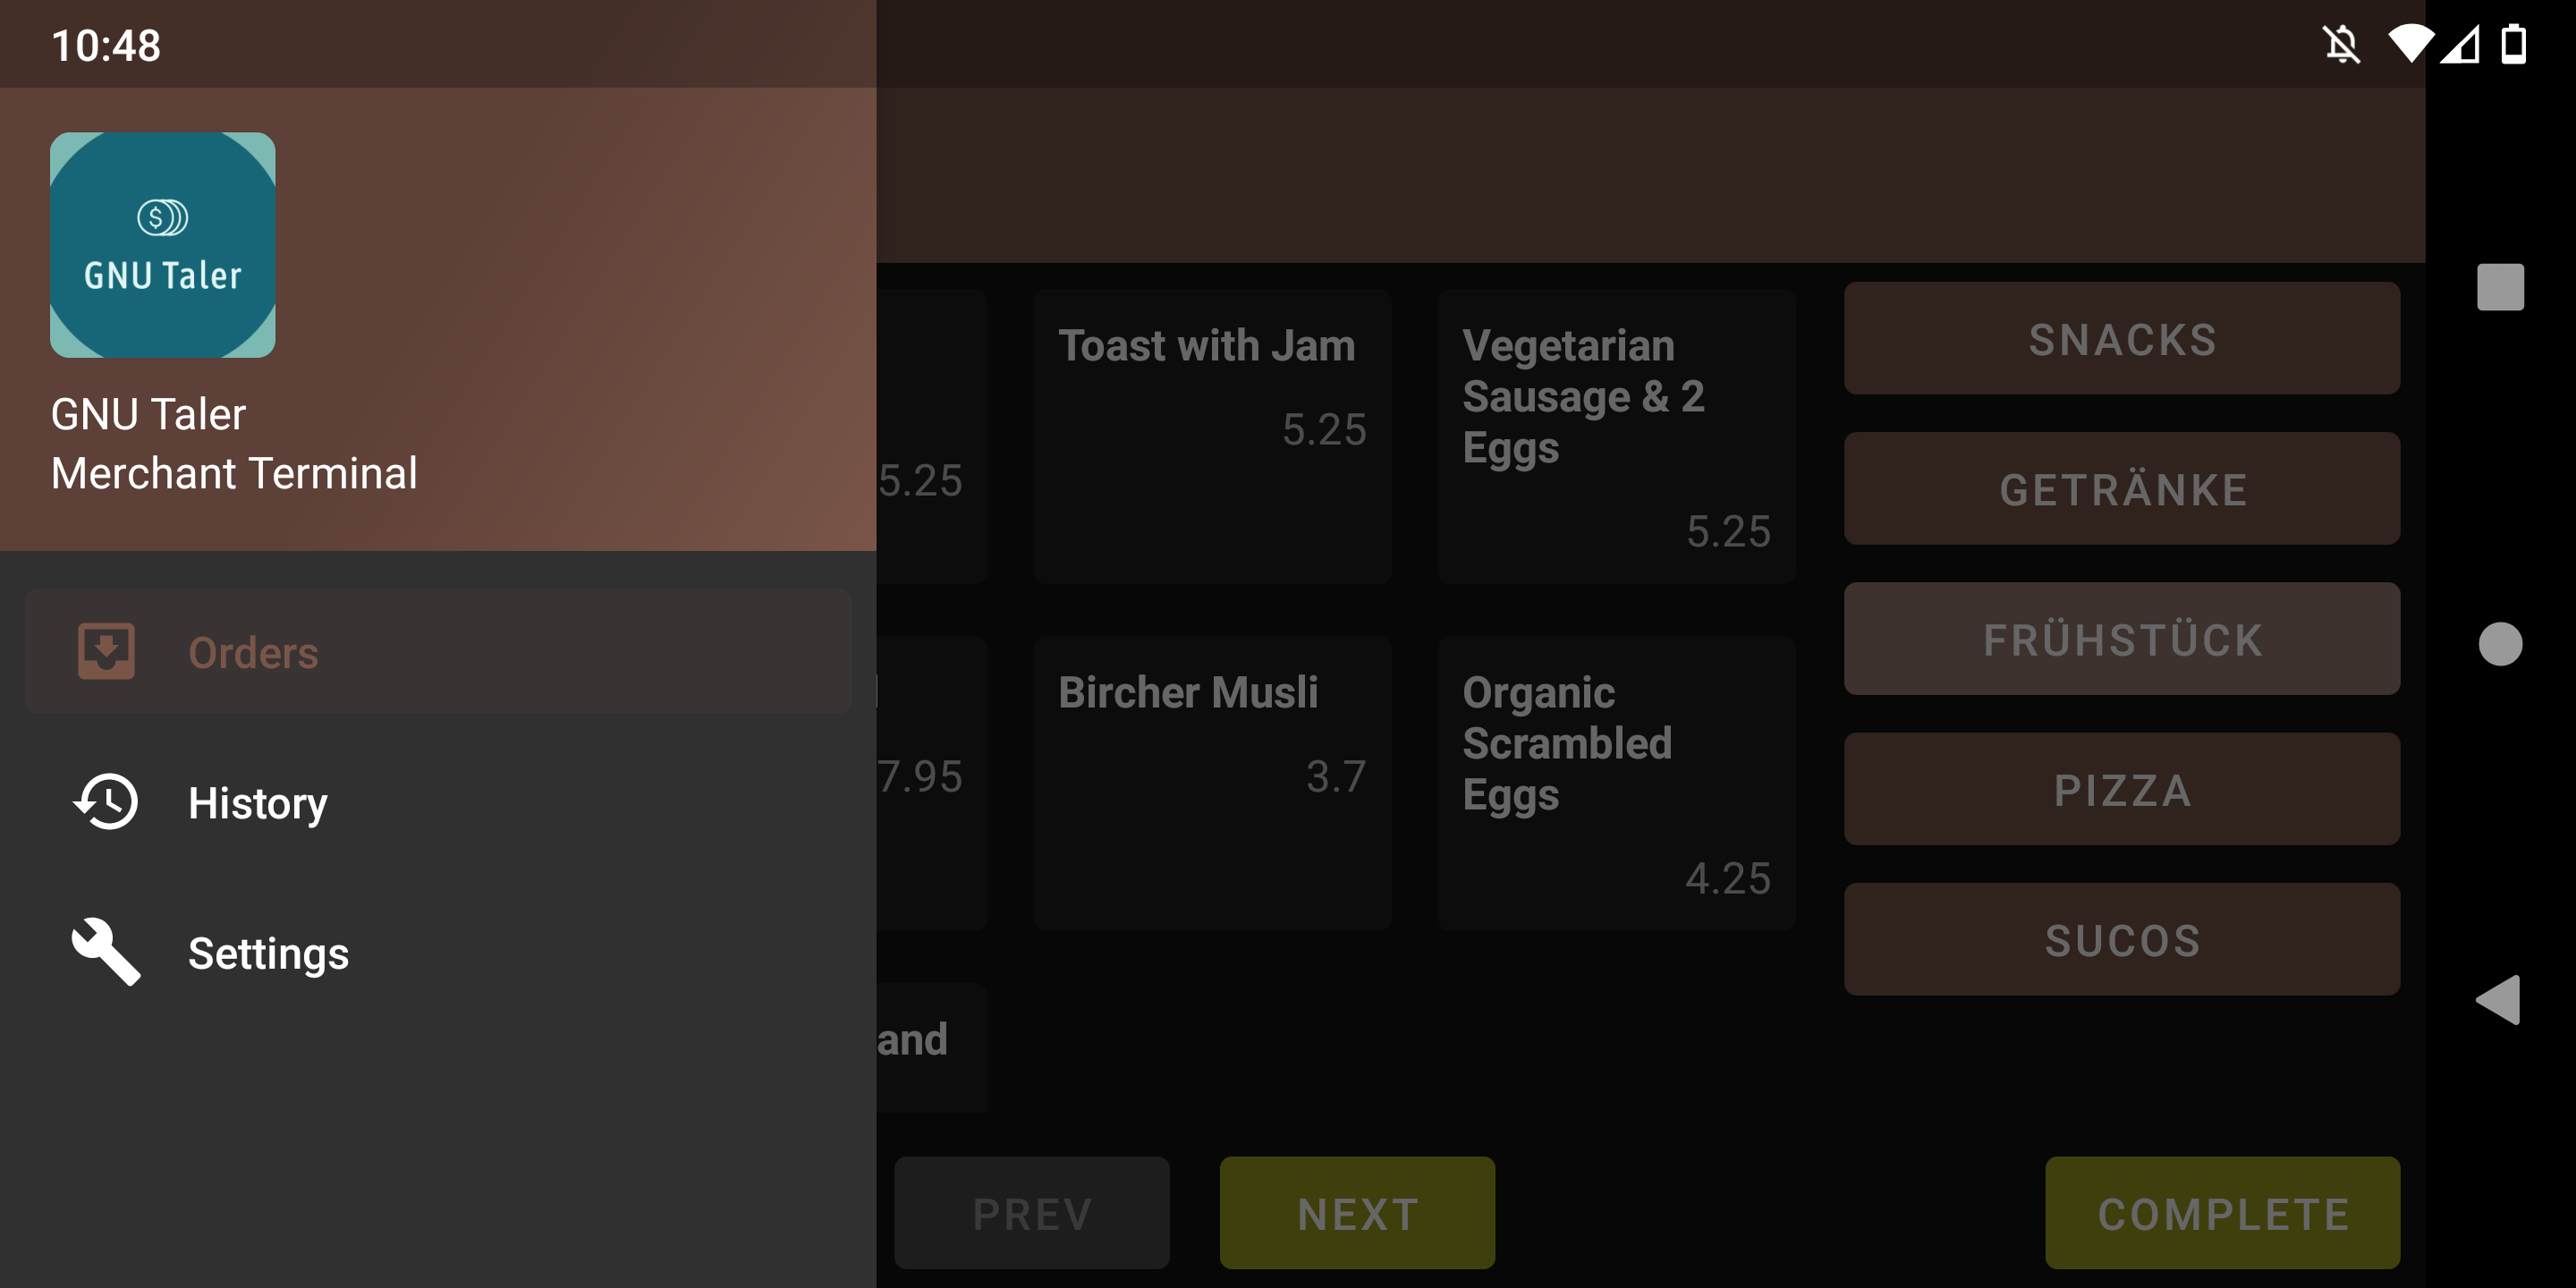 10:48
GNU Taler
GNU Taler
Merchant Terminal
Orders
History
Settings
5.25
Toast with Jam
5.25
Vegetarian
Sausage & 2
Eggs
5.25
7.95
Bircher Musli
3.7
Organic
Scrambled
Eggs
4.25
and
SNACKS
GETRÄNKE
FRÜHSTÜCK
PIZZA
SUCOS
PREV
NEXT
COMPLETE